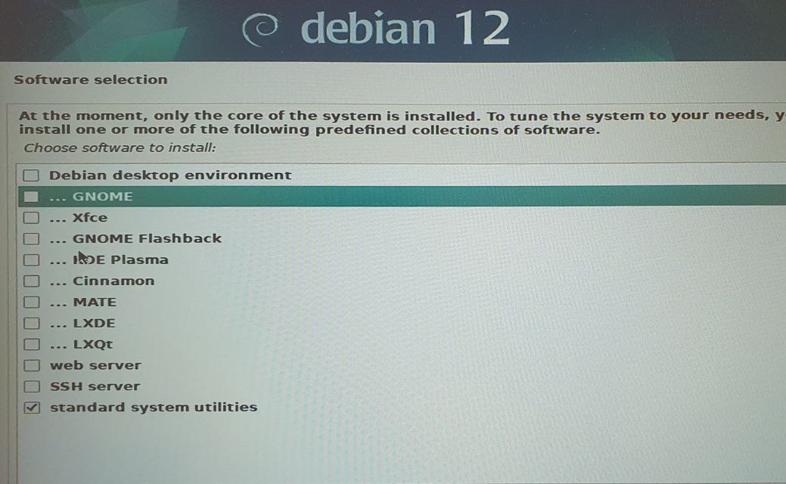 debian 12
Software selection
At the moment, only the core of the system is installed. To tune the system to your needs,
install one or more of the following predefined collections of software.
Choose software to install:
Debian desktop environment
... GNOME
... Xfce
... GNOME Flashback
... KDE Plasma
... Cinnamon
... MATE
... LXDE
... LXQt
web server
SSH server
standard system utilities